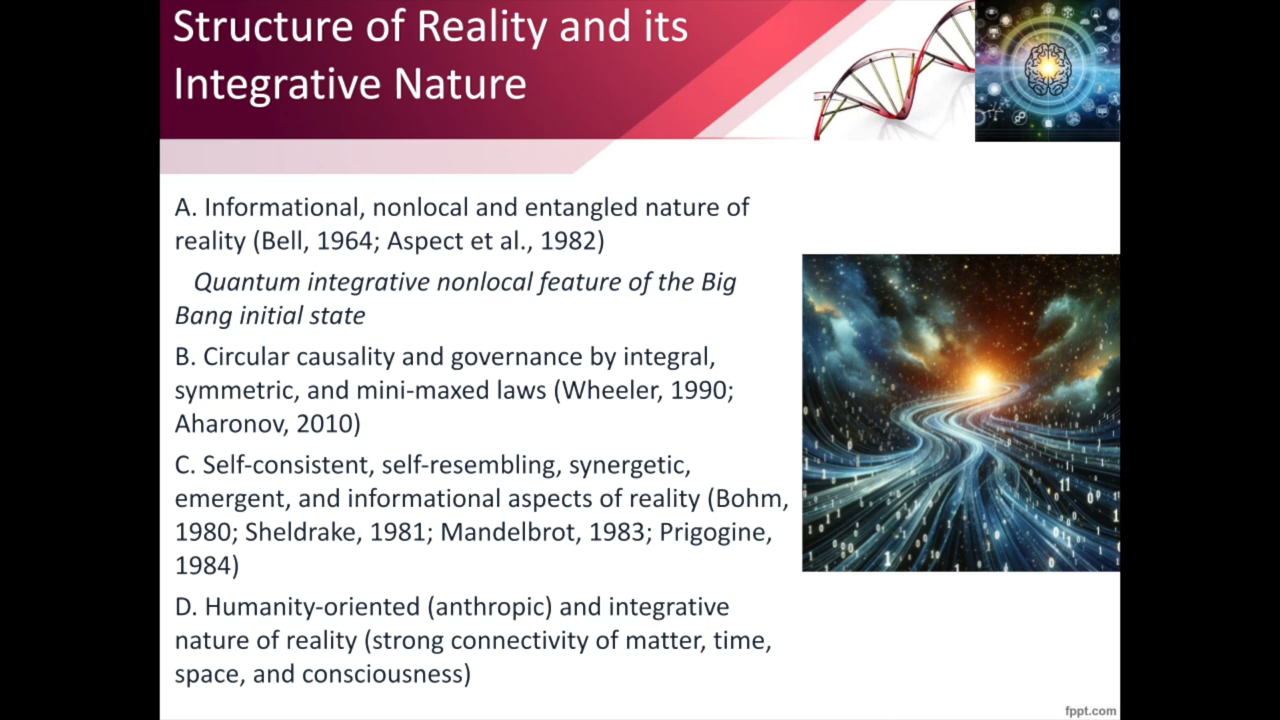 Structure of Reality and its
Integrative Nature
A. Informational, nonlocal and entangled nature of
reality (Bell, 1964; Aspect et al., 1982)
Quantum integrative nonlocal feature of the Big
Bang initial state
B. Circular causality and governance by integral,
symmetric, and mini-maxed laws (Wheeler, 1990;
Aharonov, 2010)
C. Self-consistent, self-resembling, synergetic,
emergent, and informational aspects of reality (Bohm,
1980; Sheldrake, 1981; Mandelbrot, 1983; Prigogine,
1984)
D. Humanity-oriented (anthropic) and integrative
nature of reality (strong connectivity of matter, time,
space, and consciousness)
fppt.com